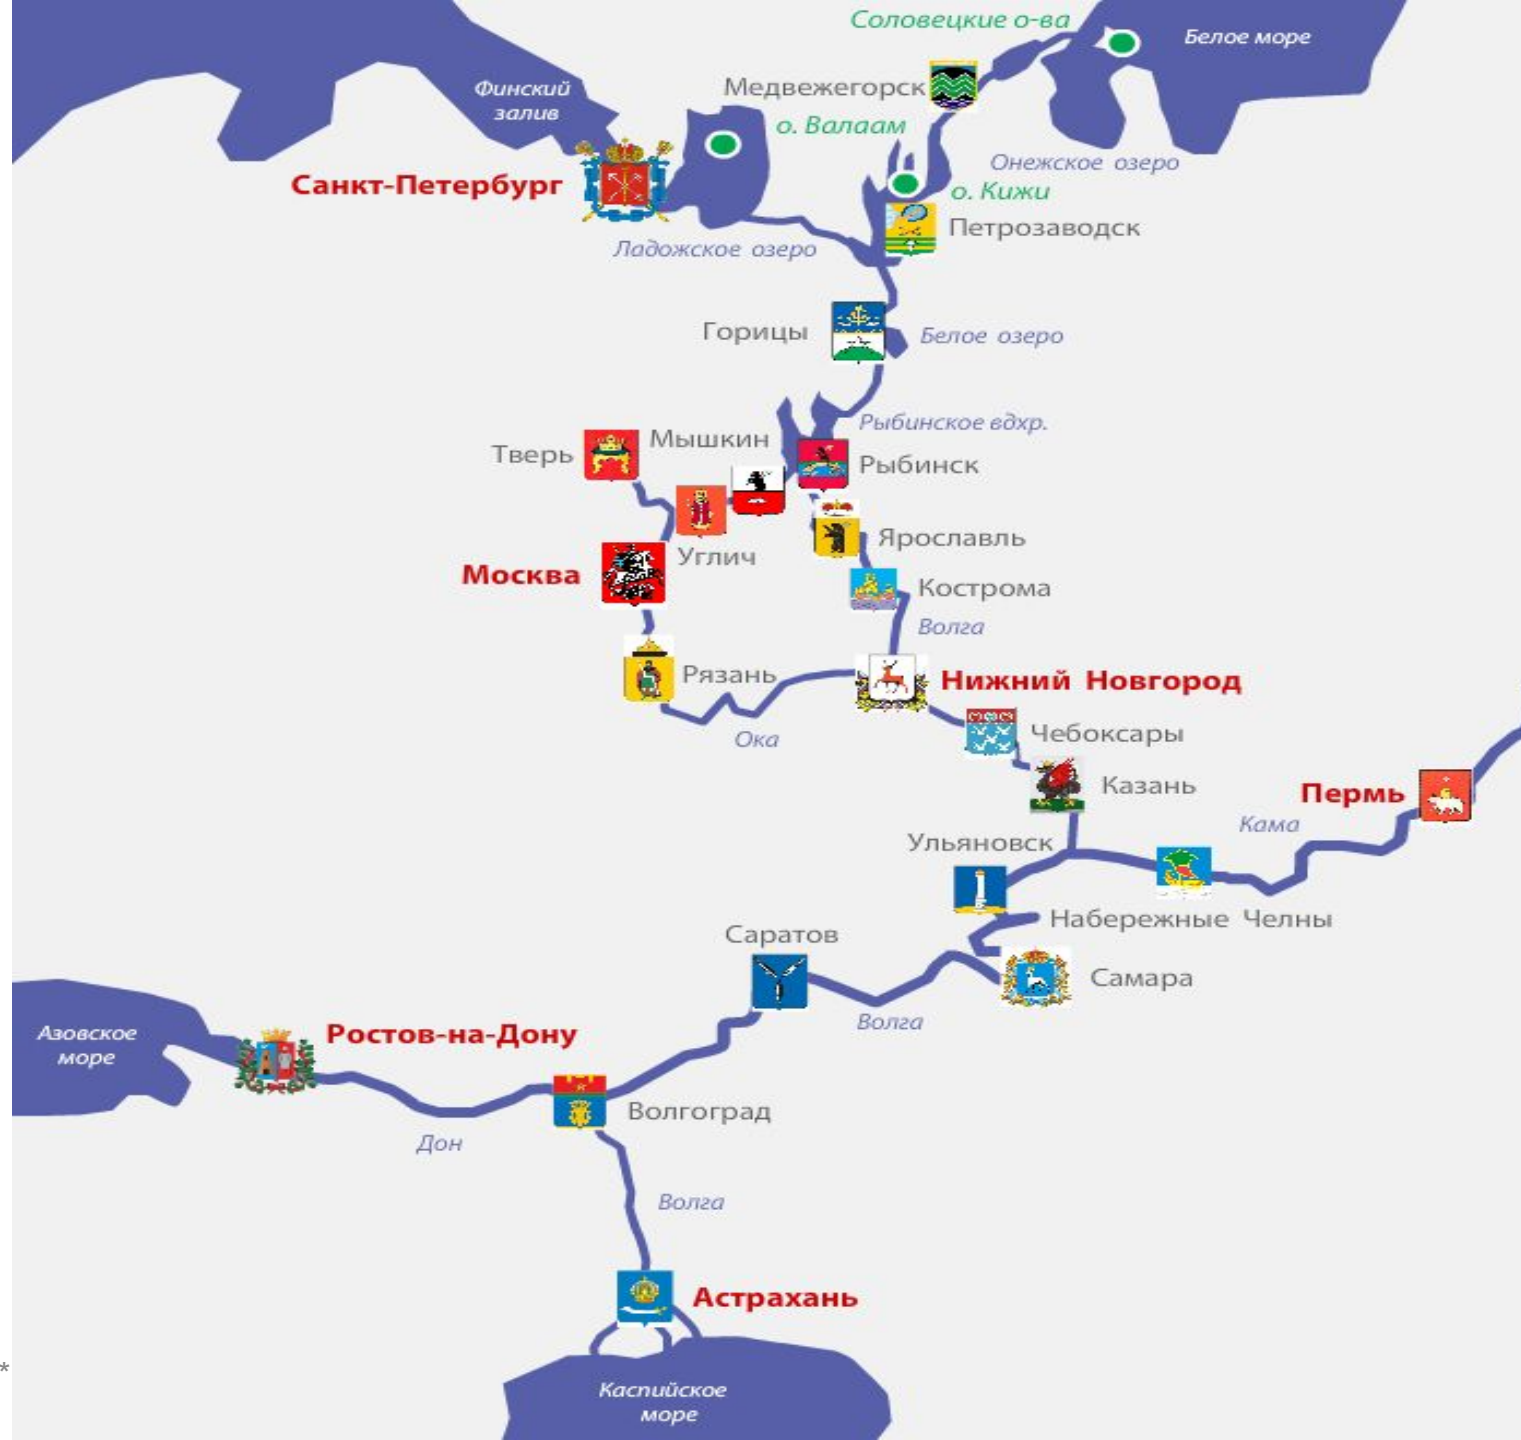 Соловецкие о-ва
Белое море
Финский
залив
Медвежегорск
о. Валаам
Онежское озеро
о. Кижи
Санкт-Петербург
Петрозаводск
Ладожское озеро
Горицы
Белое озеро
Рыбинское вдхр.
Мышкин
Тверь
Рыбинск
Ярославль
Углич
Москва
Кострома
Волга
Рязань
Нижний Новгород
Ока
Чебоксары
Казань
Пермь
Кама
Ульяновск
Набережные Челны
Саратов
Самара
Волга
Азовское
море
Ростов-на-Дону
Волгоград
Дон
Волга
Астрахань
*
Каспийское
море